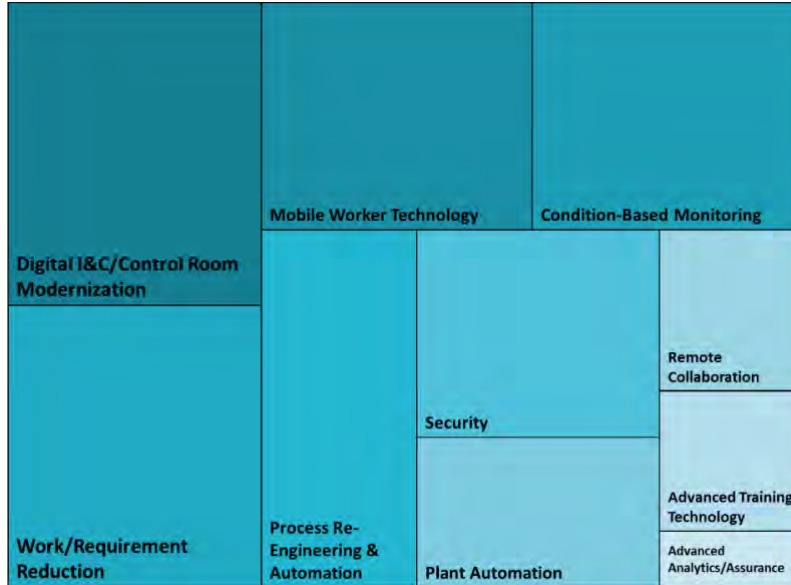 Digital I&C/Control Room
Modernization
Mobile Worker Technology
Condition-Based Monitoring
Work/Requirement
Reduction
Process Re-
Engineering &
Automation
Security
Plant Automation
Remote
Collaboration
Advanced Training
Technology
Advanced
Analytics/Assurance